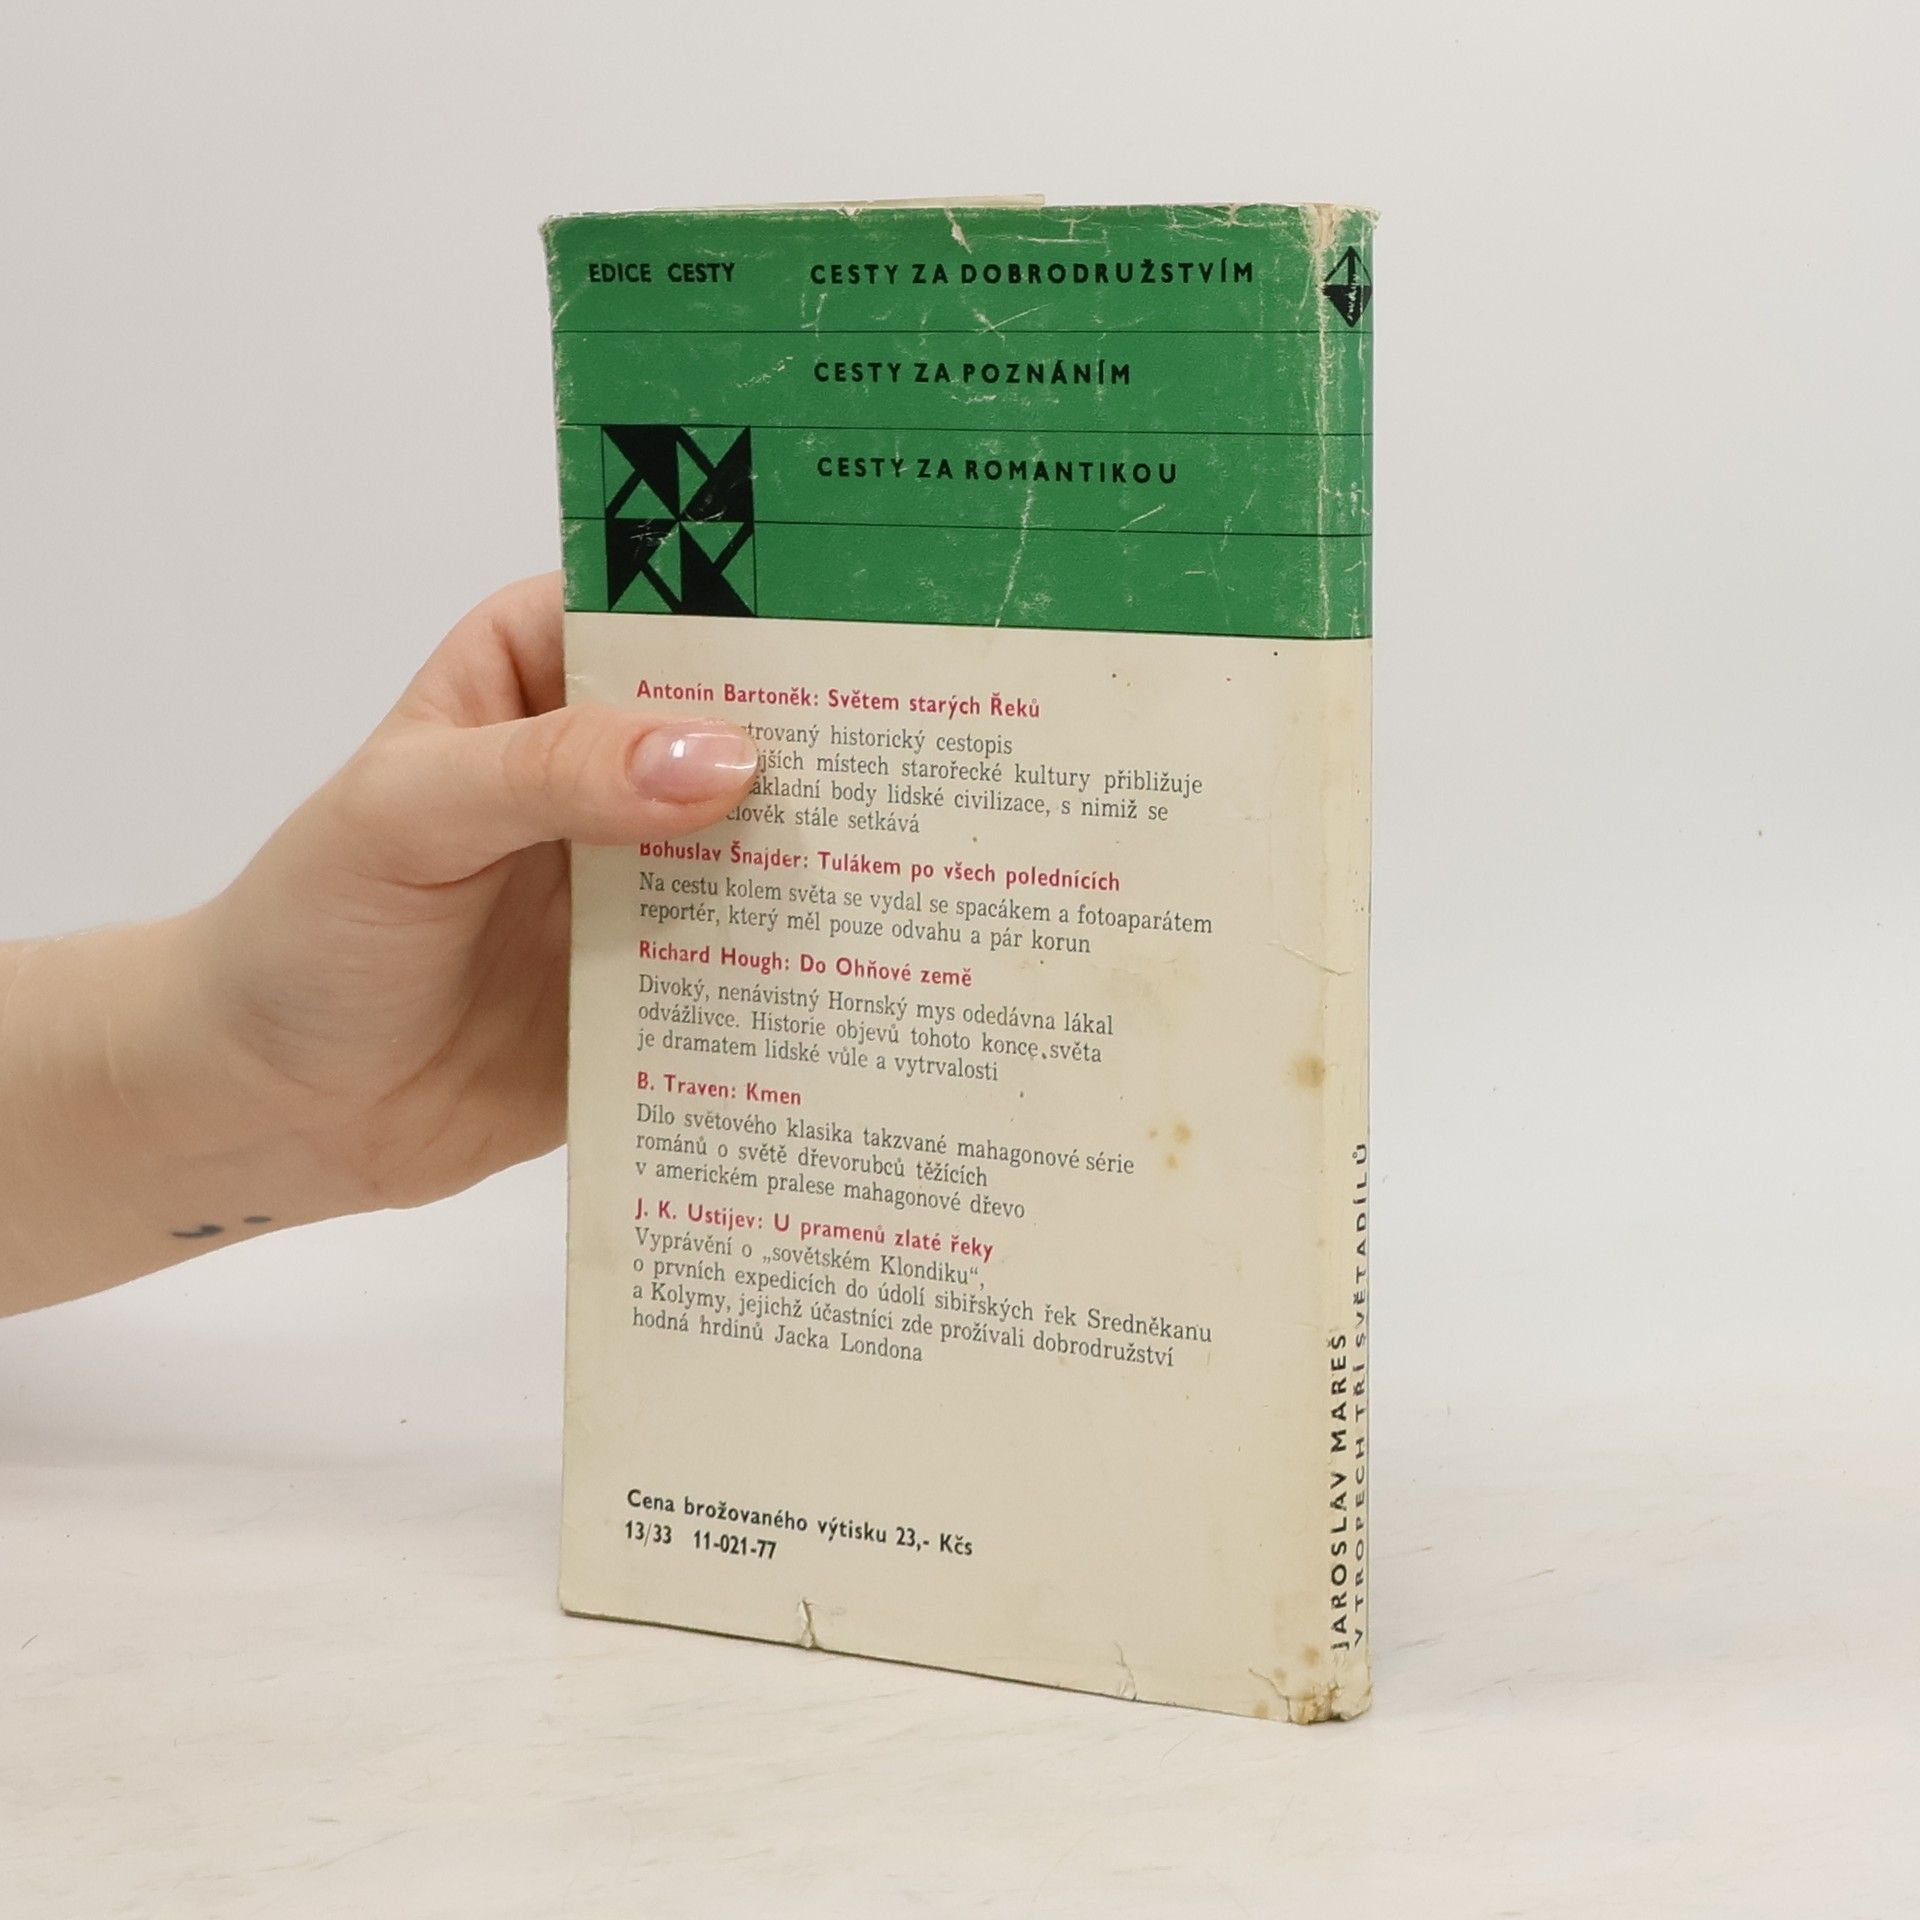 EDICE CESTY
CESTY ZA DOBRODRUŽSTVÍM
CESTY ZA POZNÁNÍM
CESTY ZA ROMANTIKOU
Antonín Bartoněk: Světem starých Řeků
historický cestopis
místech starořecké kultury přibližuje
body lidské civilizace, s nimiž se
stále setkává
Bohuslav Šnajder: Tulákem po všech polednících
Na cestu kolem světa se vydal se spacákem a fotoaparátem
reportér, který měl pouze odvahu a pár korun
Richard Hough: Do Ohňové země
Divoký, nenávistný Hornský mys odedávna lákal
odvážlivce. Historie objevů tohoto konce světa
je dramatem lidské vůle a vytrvalosti
B. Traven: Kmen
Dílo světového klasika takzvané mahagonové série
románů o světě dřevorubců těžících
v americkém pralese mahagonové dřevo
J. K. Ustijev: U pramenů zlaté řeky
Vyprávění o „sovětském Klondiku“,
o prvních expedicích do údolí sibiřských řek Sredněkanu
a Kolymy, jejichž účastníci zde prožívali dobrodružství
hodná hrdinů Jacka Londona
Cena brožovaného výtisku 23,- Kčs
13/33 11-021-77
JAROSLAV MAREŠ
V TROPECH TŘÍ SVĚTADÍLŮ